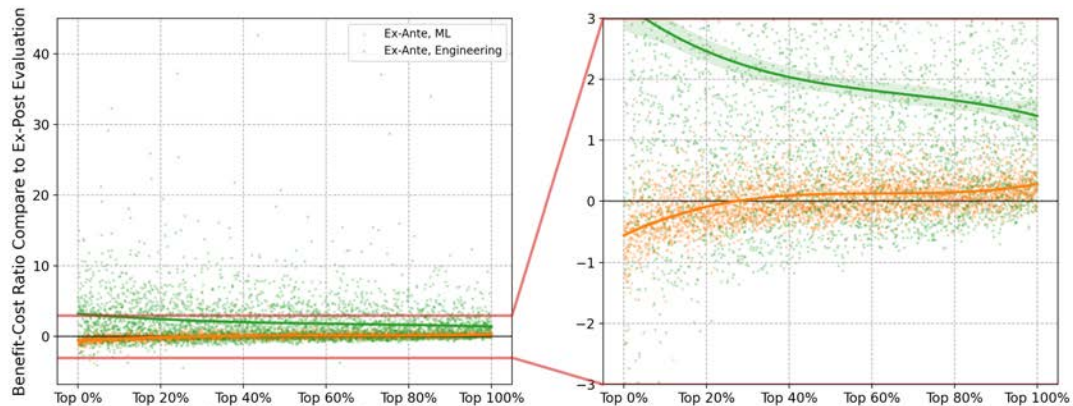 Benefit-Cost Ratio Compare to Ex-Post Evaluation
Ex-Ante, ML
Ex-Ante, Engineering
40
30
20
10
0
Top 0% Top 20% Top 40% Top 60% Top 80% Top 100%
3
2
1
0
−1
−2
−3
Top 0% Top 20% Top 40% Top 60% Top 80% Top 100%